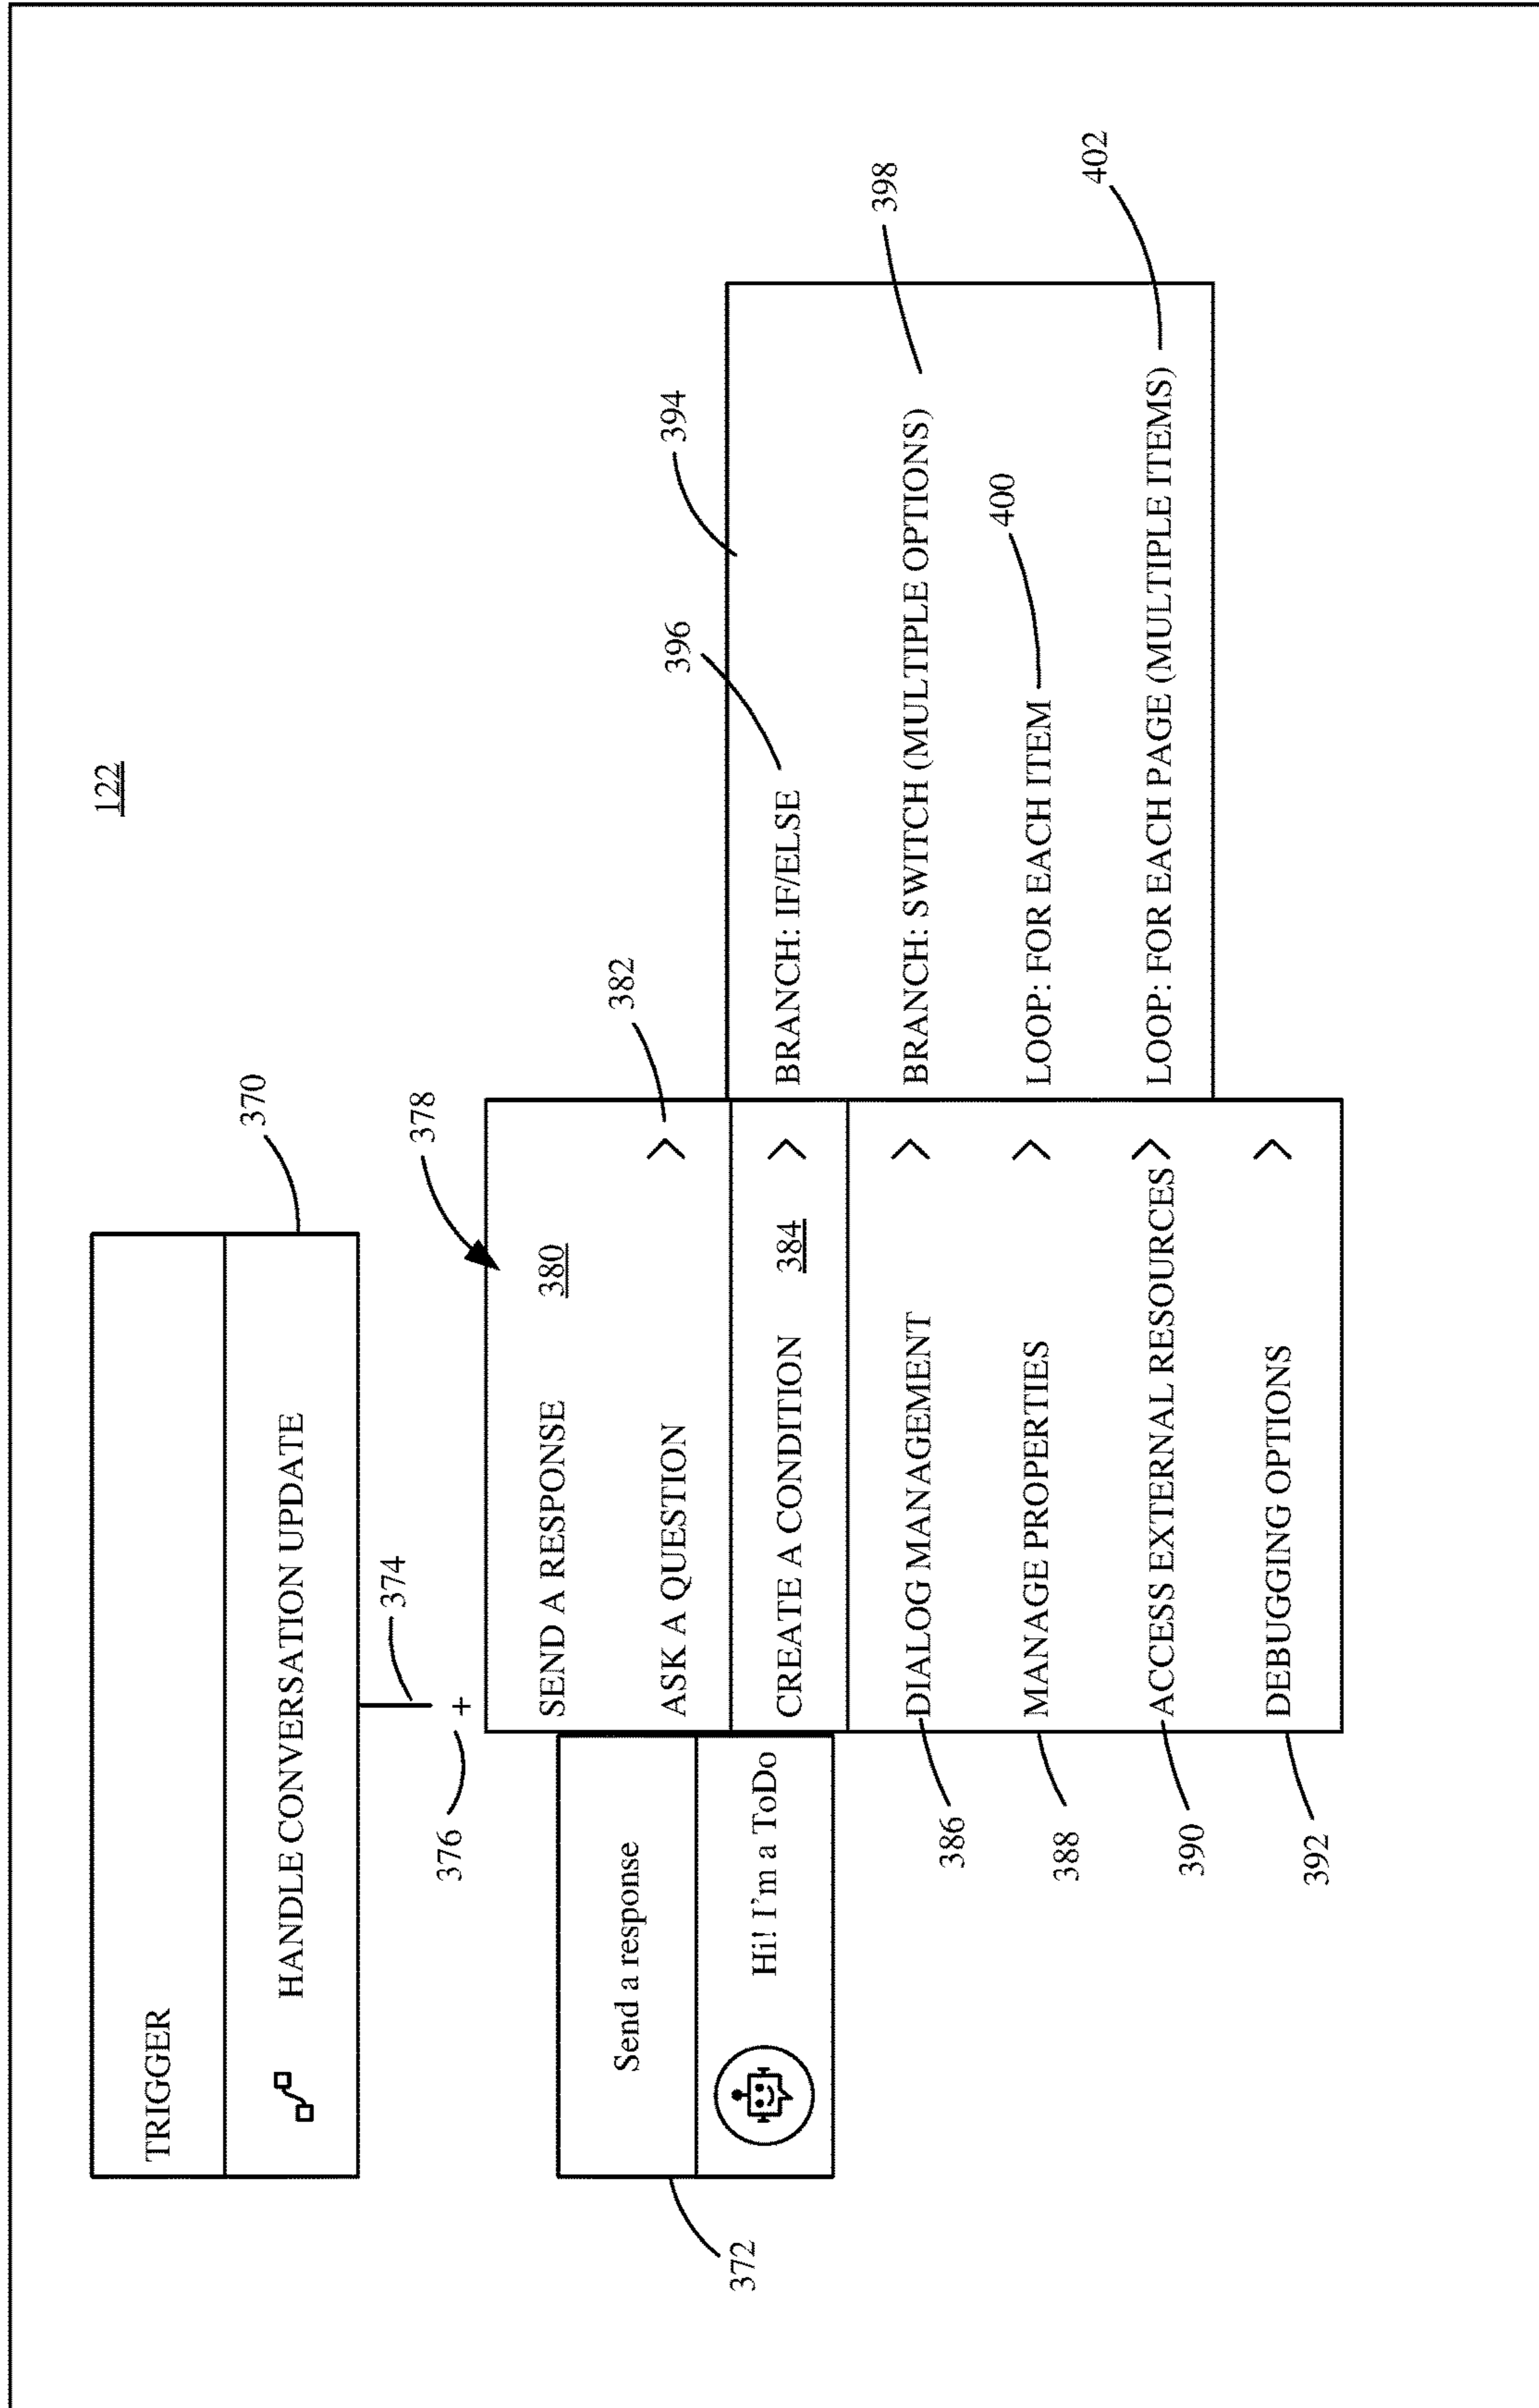 122
TRIGGER
HANDLE CONVERSATION UPDATE
370
374
376
+
378
SEND A RESPONSE 380
ASK A QUESTION > 382
CREATE A CONDITION 384 >
DIALOG MANAGEMENT >
MANAGE PROPERTIES >
ACCESS EXTERNAL RESOURCES >
DEBUGGING OPTIONS >
386
388
390
392
Send a response
Hi! I'm a ToDo
372
394
396
BRANCH: IF/ELSE
BRANCH: SWITCH (MULTIPLE OPTIONS)
398
LOOP: FOR EACH ITEM
400
LOOP: FOR EACH PAGE (MULTIPLE ITEMS)
402